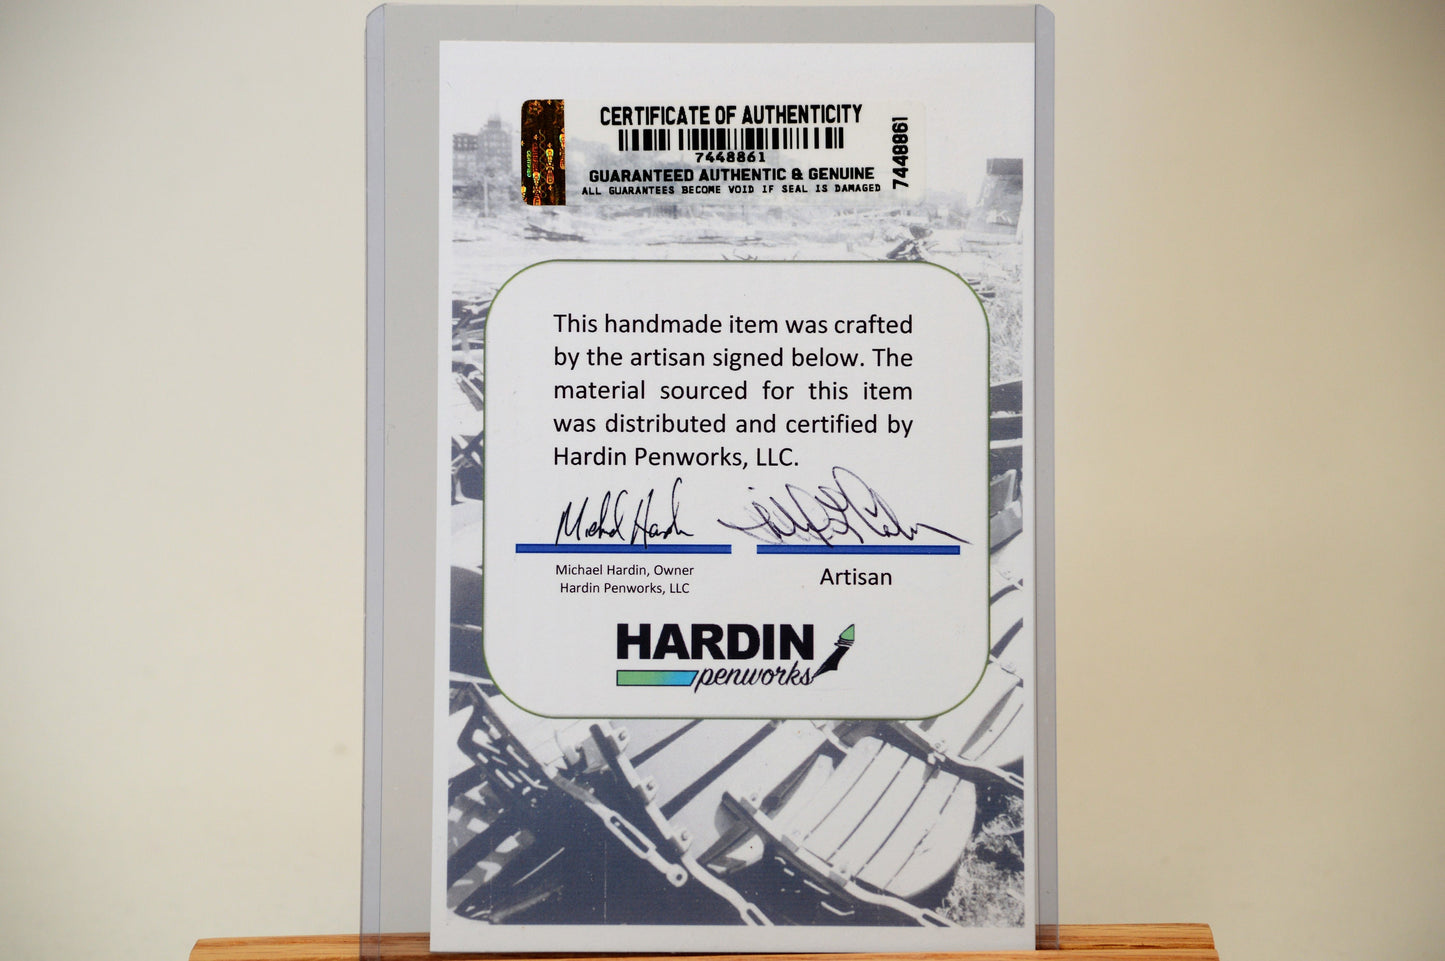 CERTIFICATE OF AUTHENTICITY
7448861
7448861
GUARANTEED AUTHENTIC & GENUINE
ALL GUARANTEES BECOME VOID IF SEAL IS DAMAGED
This handmade item was crafted
by the artisan signed below. The
material sourced for this item
was distributed and certified by
Hardin Penworks, LLC.
Michael Hardin
Michael Hardin, Owner
Hardin Penworks, LLC
Artisan
HARDIN
penworks